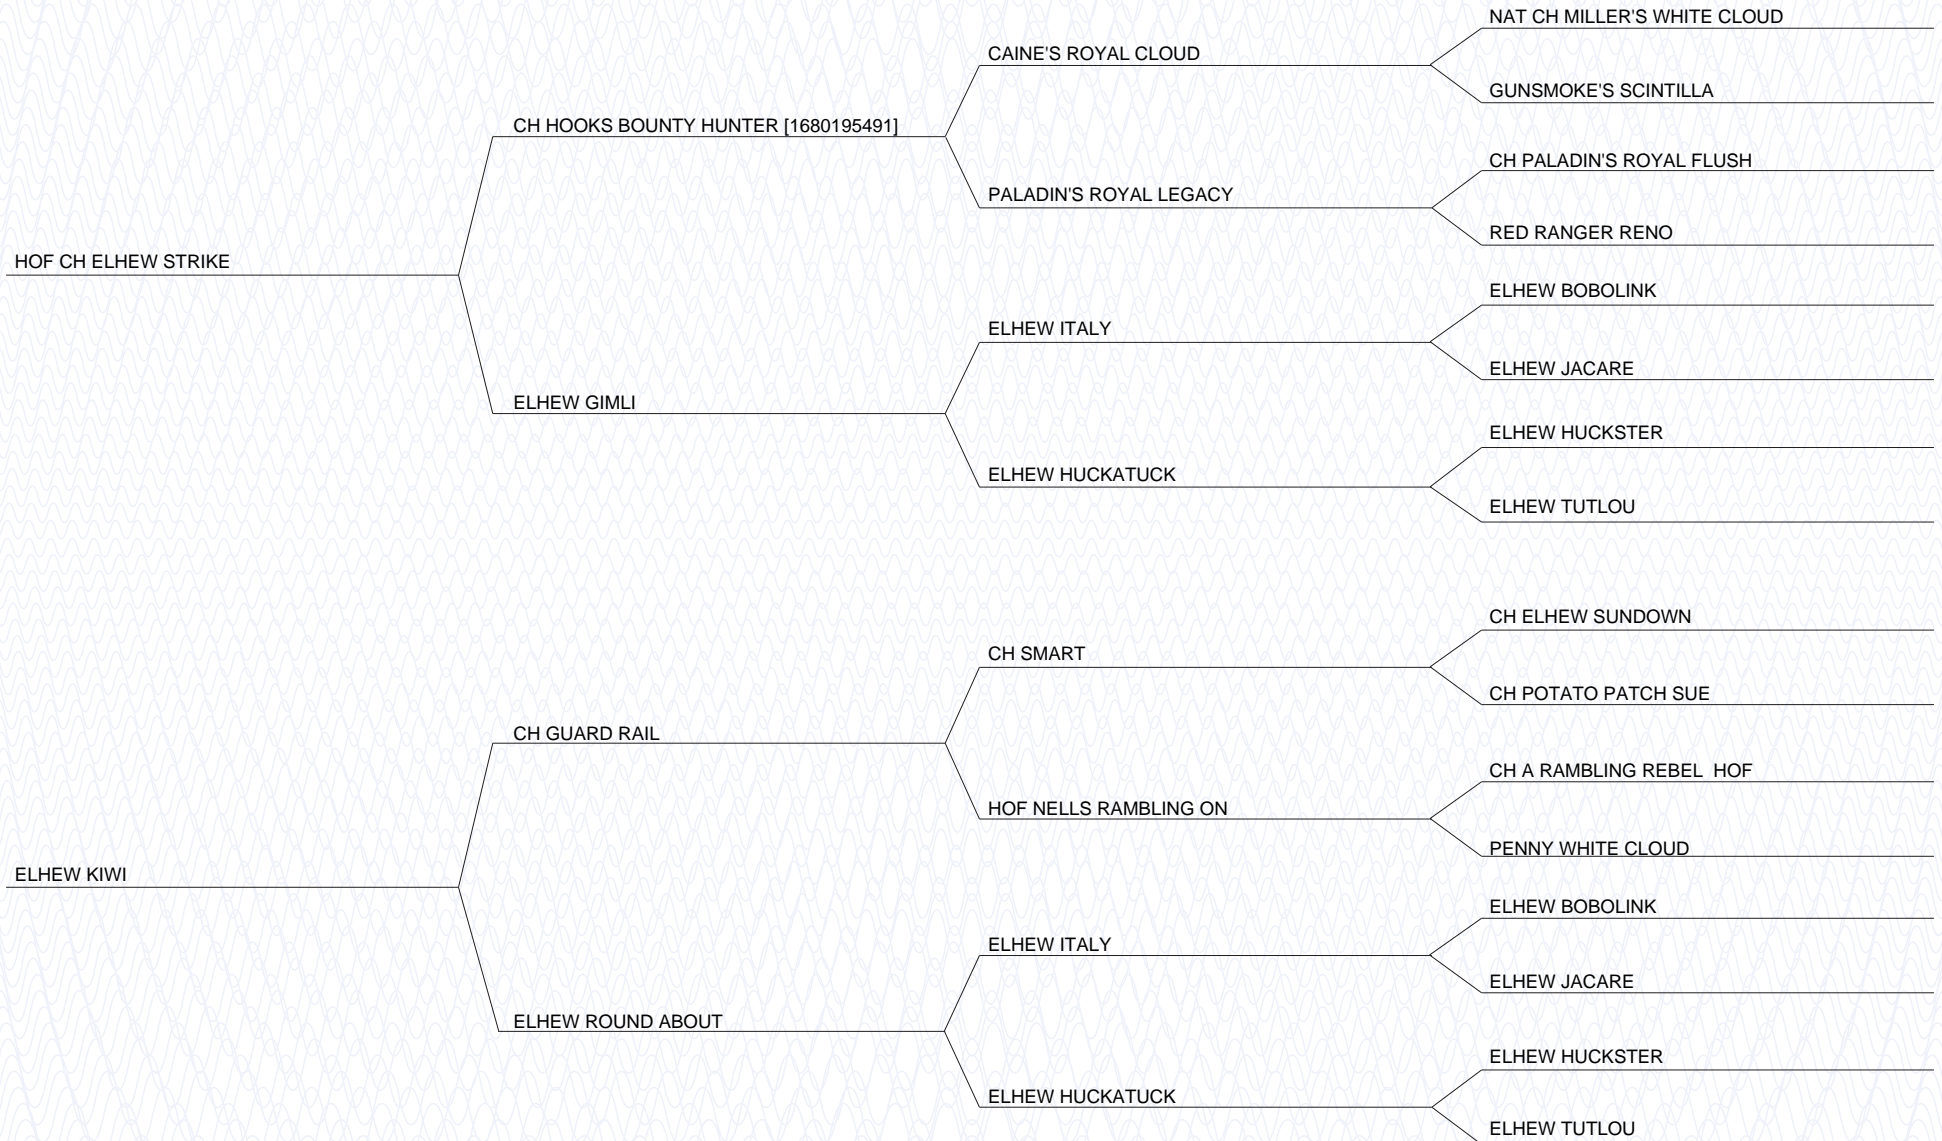 NAT CH MILLER'S WHITE CLOUD
CAINE'S ROYAL CLOUD
GUNSMOKE'S SCINTILLA
CH HOOKS BOUNTY HUNTER [1680195491]
CH PALADIN'S ROYAL FLUSH
PALADIN'S ROYAL LEGACY
RED RANGER RENO
HOF CH ELHEW STRIKE
ELHEW BOBOLINK
ELHEW ITALY
ELHEW JACARE
ELHEW GIMLI
ELHEW HUCKSTER
ELHEW HUCKATUCK
ELHEW TUTLOU
CH ELHEW SUNDOWN
CH SMART
CH POTATO PATCH SUE
CH GUARD RAIL
CH A RAMBLING REBEL  HOF
HOF NELLS RAMBLING ON
PENNY WHITE CLOUD
ELHEW KIWI
ELHEW BOBOLINK
ELHEW ITALY
ELHEW JACARE
ELHEW ROUND ABOUT
ELHEW HUCKSTER
ELHEW HUCKATUCK
ELHEW TUTLOU